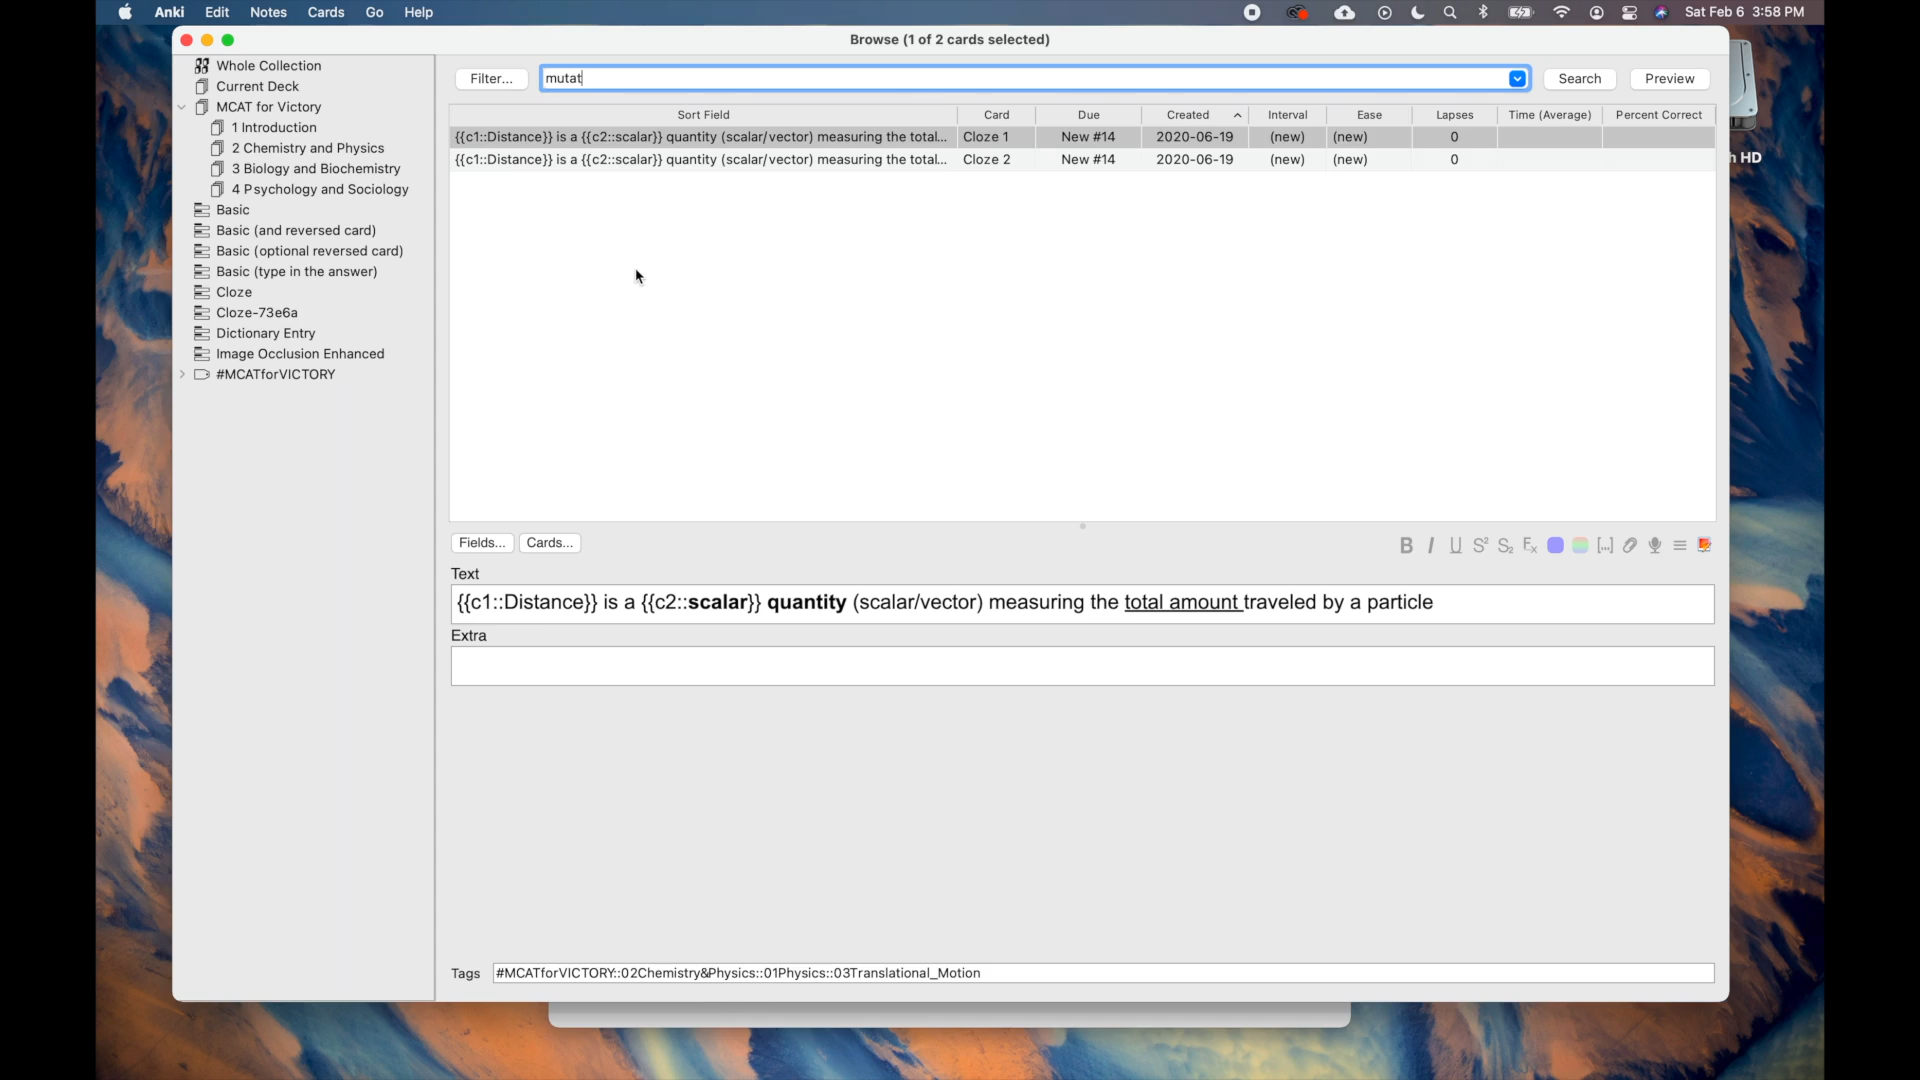 Anki Edit Notes Cards Go Help Sat Feb 6 3:58 PM
Browse (1 of 2 cards selected)
Whole Collection
Current Deck
MCAT for Victory
1 Introduction
2 Chemistry and Physics
3 Biology and Biochemistry
4 Psychology and Sociology
Basic
Basic (and reversed card)
Basic (optional reversed card)
Basic (type in the answer)
Cloze
Cloze-73e6a
Dictionary Entry
Image Occlusion Enhanced
#MCATforVICTORY
Filter... mutat Search Preview
Sort Field Card Due Created Interval Ease Lapses Time (Average) Percent Correct
{{c1::Distance}} is a {{c2::scalar}} quantity (scalar/vector) measuring the total... Cloze 1 New #14 2020-06-19 (new) (new) 0
{{c1::Distance}} is a {{c2::scalar}} quantity (scalar/vector) measuring the total... Cloze 2 New #14 2020-06-19 (new) (new) 0
h HD
Fields... Cards... B I U S² S₂ Ex [...]
Text
{{c1::Distance}} is a {{c2::scalar}} quantity (scalar/vector) measuring the total amount traveled by a particle
Extra
Tags #MCATforVICTORY::02Chemistry&Physics::01Physics::03Translational_Motion